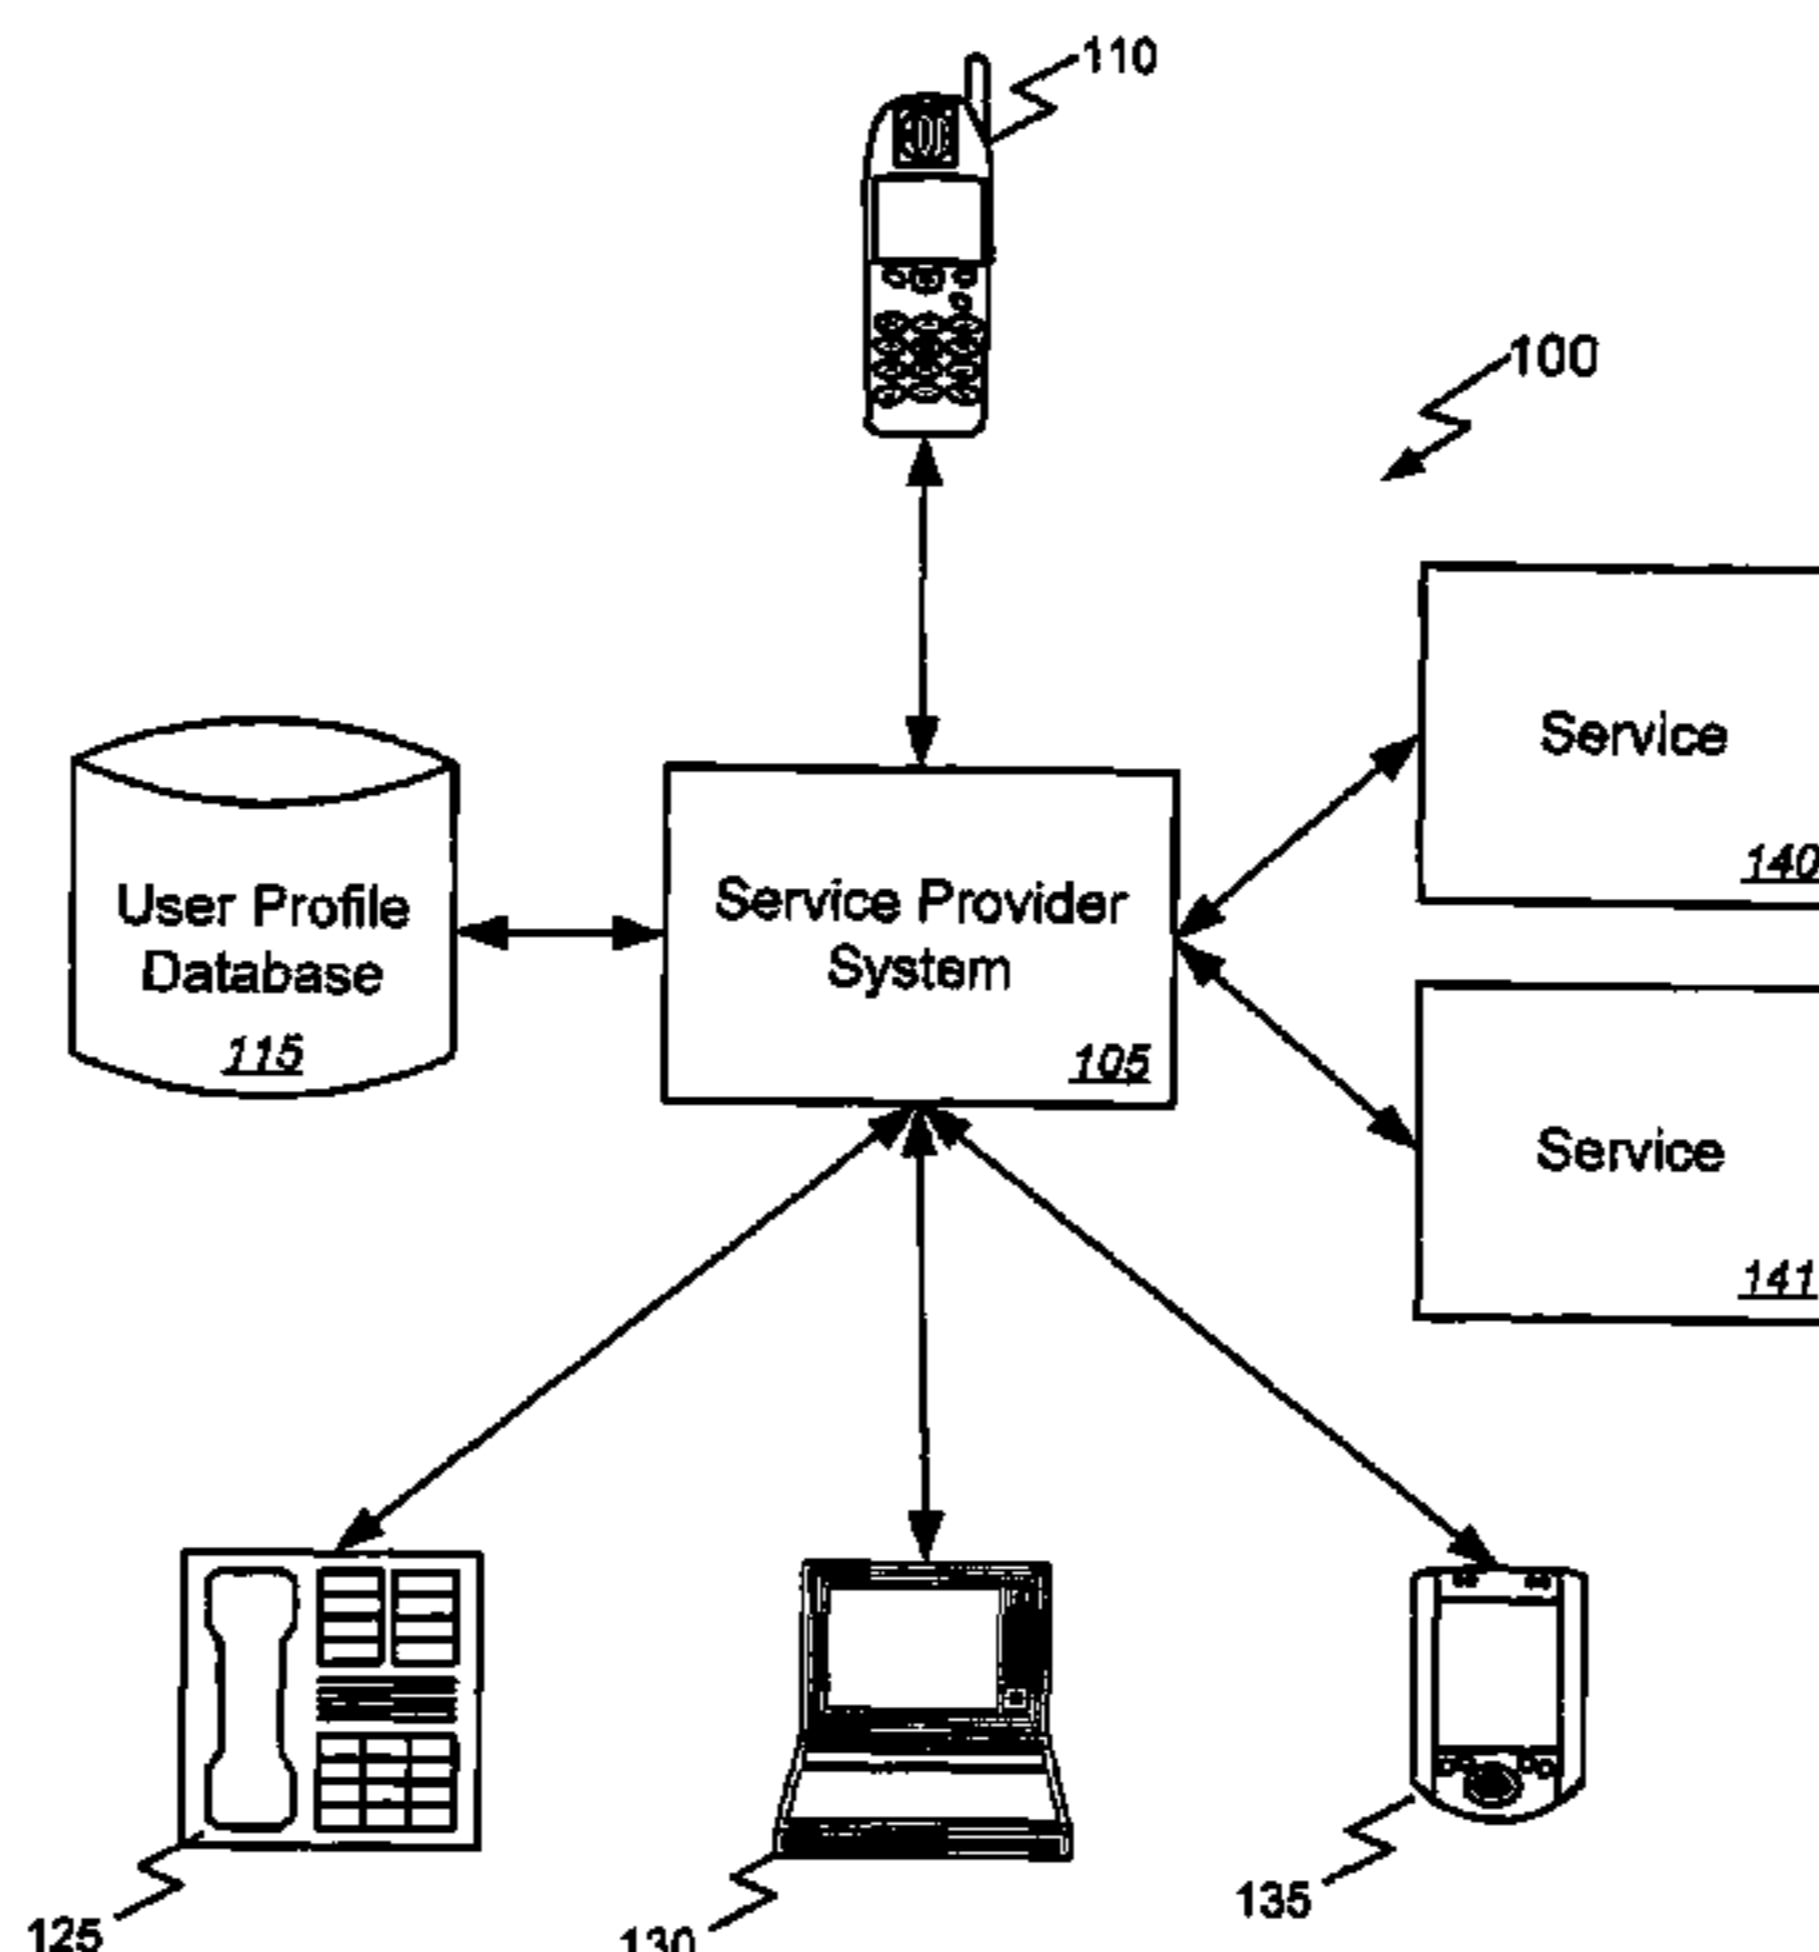 110
100
Service
140
User Profile
Database
115
Service Provider
System
105
Service
141
125
130
135